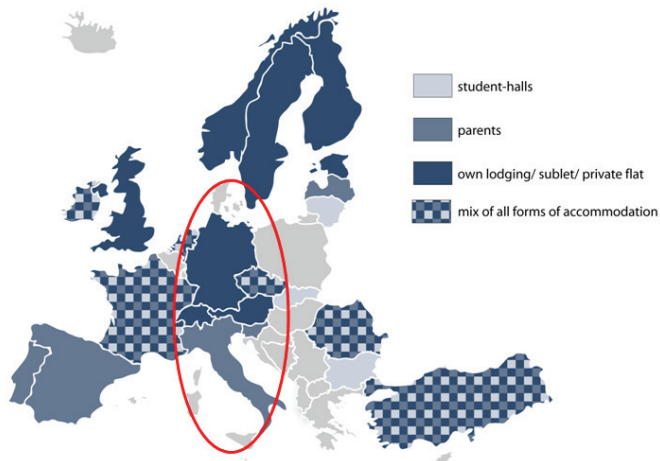 student-halls
parents
own lodging/ sublet/ private flat
mix of all forms of accommodation